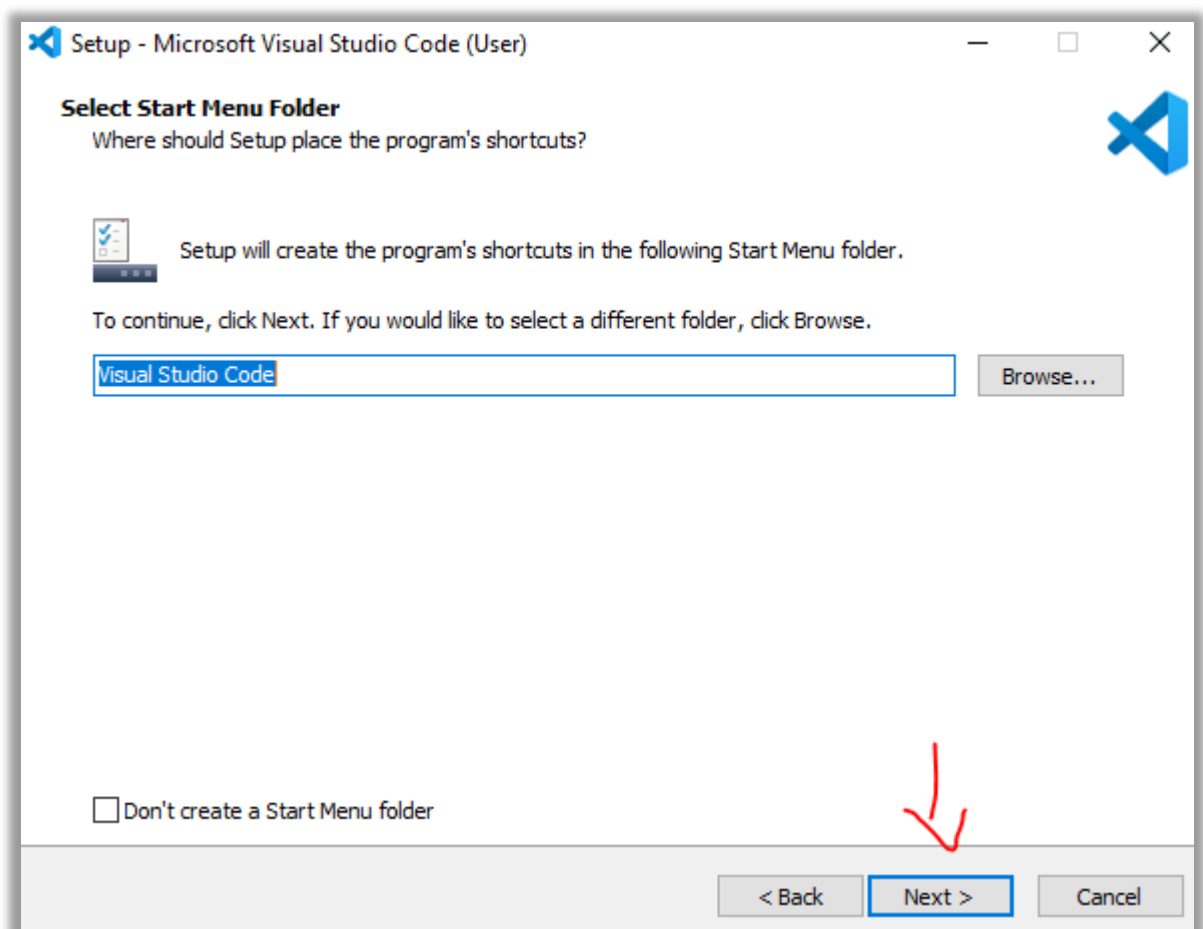 Setup - Microsoft Visual Studio Code (User)
Select Start Menu Folder
Where should Setup place the program's shortcuts?
Setup will create the program's shortcuts in the following Start Menu folder.
To continue, click Next. If you would like to select a different folder, click Browse.
Visual Studio Code
Browse...
Don't create a Start Menu folder
< Back
Next >
Cancel